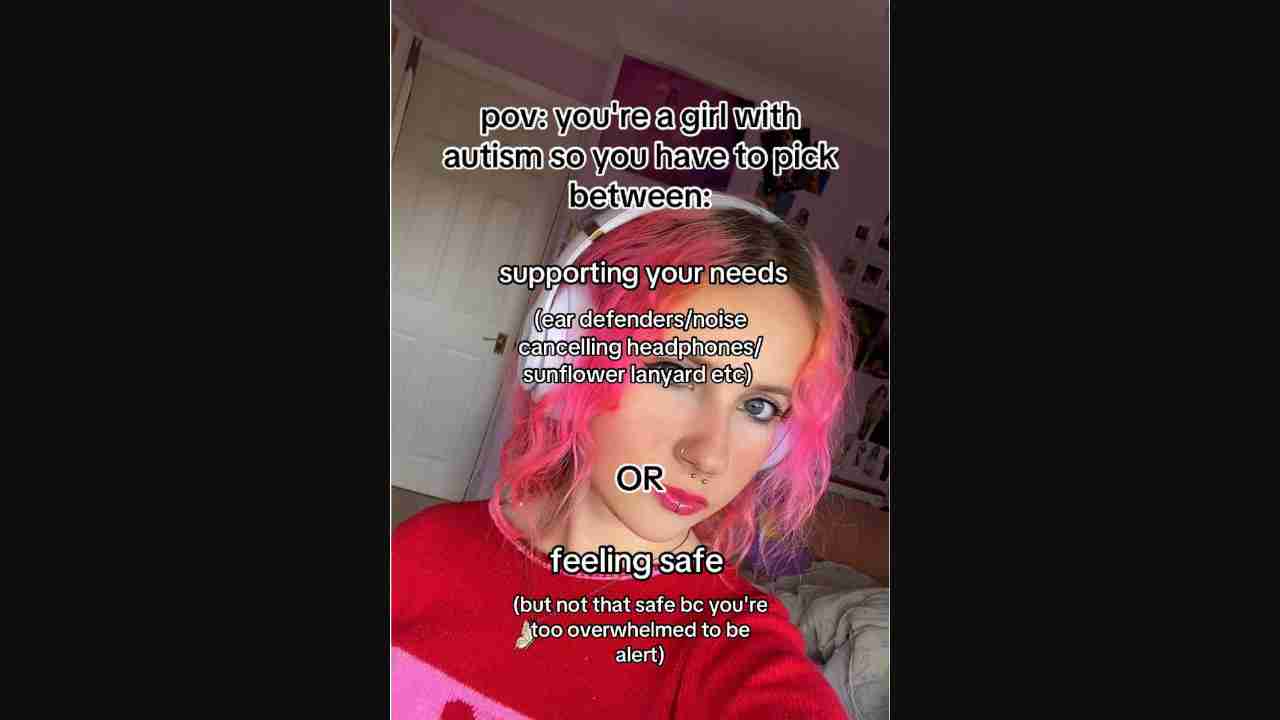 pov: you're a girl with
autism so you have to pick
between:
supporting your needs
(ear defenders/noise
cancelling headphones/
sunflower lanyard etc)
OR
feeling safe
(but not that safe bc you're
too overwhelmed to be
alert)